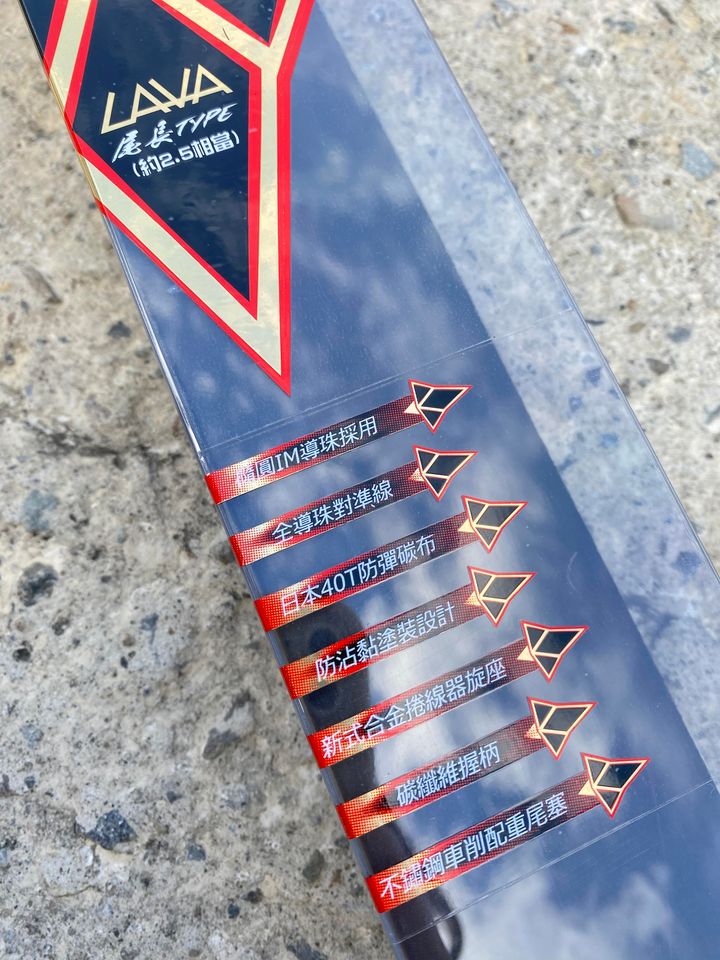 LAVA
尾長TYPE
(約2.5相當)
橢圓IM導珠採用
全導珠對準線
日本40T防彈碳布
防沾黏塗裝設計
新式合金捲線器旋座
碳纖維握柄
不鏽鋼車削配重尾塞